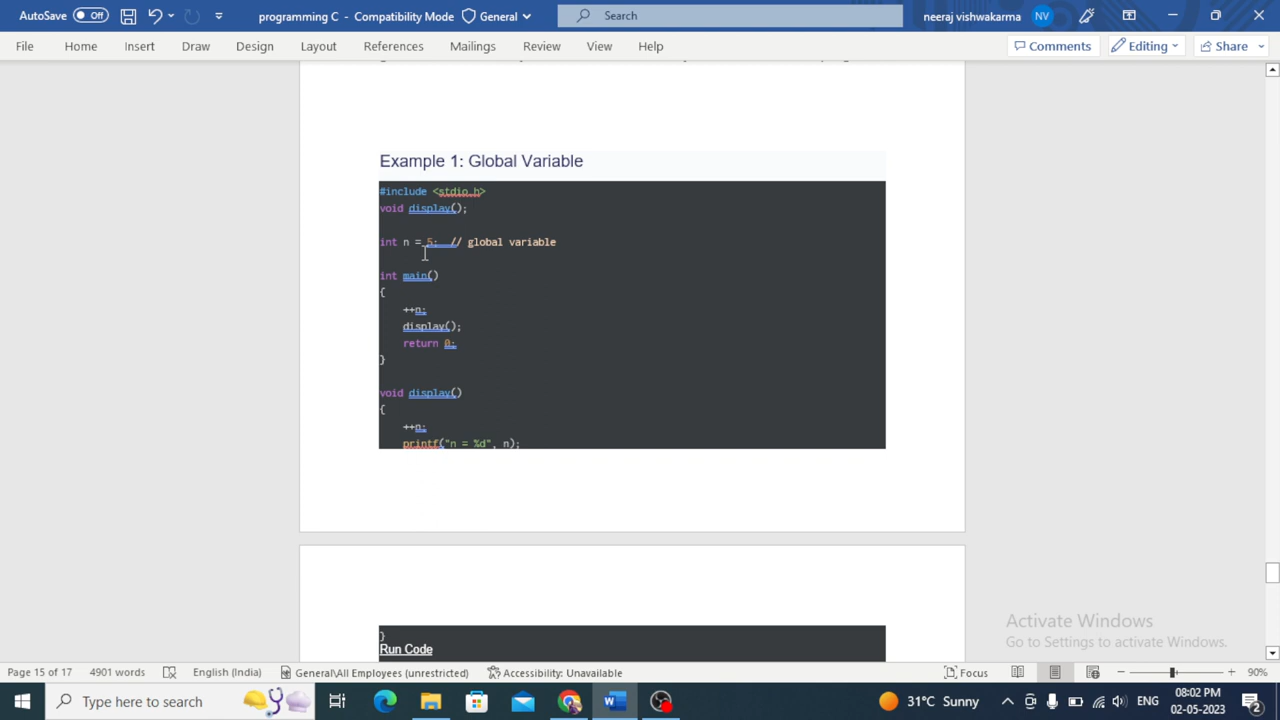 AutoSave Off programming C - Compatibility Mode General Search neeraj vishwakarma NV
File Home Insert Draw Design Layout References Mailings Review View Help Comments Editing Share
Example 1: Global Variable
#include <stdio.h>
void display();
int n = 5;  // global variable
int main()
{
++n;
display();
return 0;
}
void display()
{
++n;
printf("n = %d", n);
}
Run Code
Activate Windows
Go to Settings to activate Windows.
Page 15 of 17 4901 words English (India) General\All Employees (unrestricted) Accessibility: Unavailable Focus 90%
Type here to search 31°C Sunny ENG 08:02 PM
02-05-2023 2